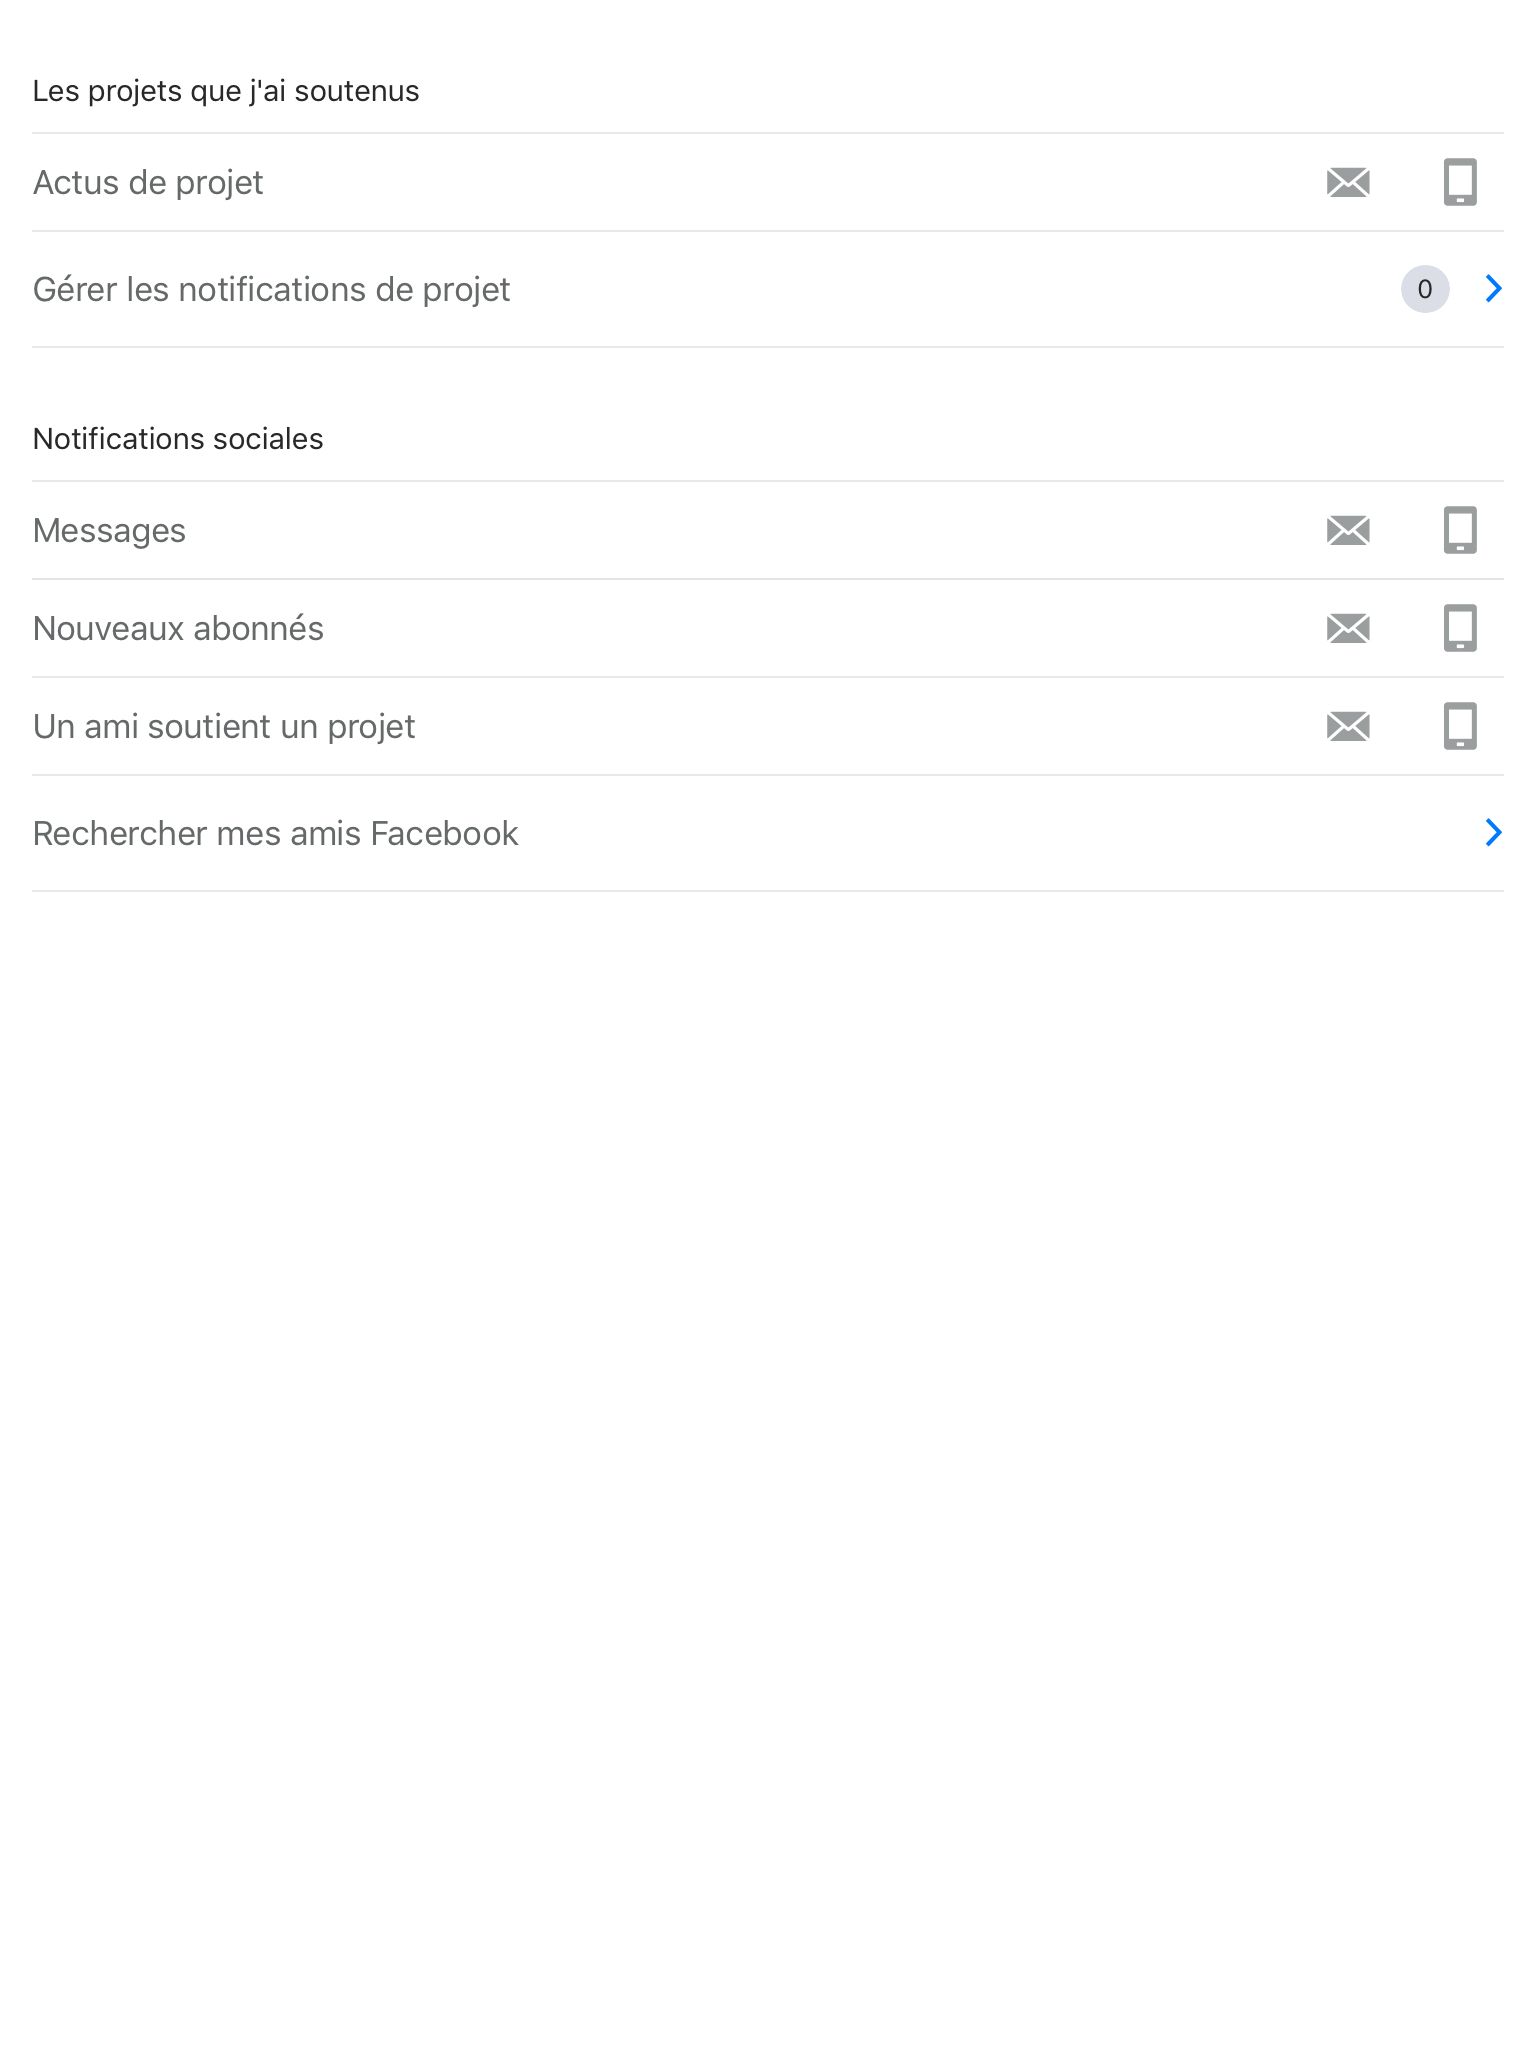 Les projets que j'ai soutenus
Actus de projet
Gérer les notifications de projet 0
Notifications sociales
Messages
Nouveaux abonnés
Un ami soutient un projet
Rechercher mes amis Facebook